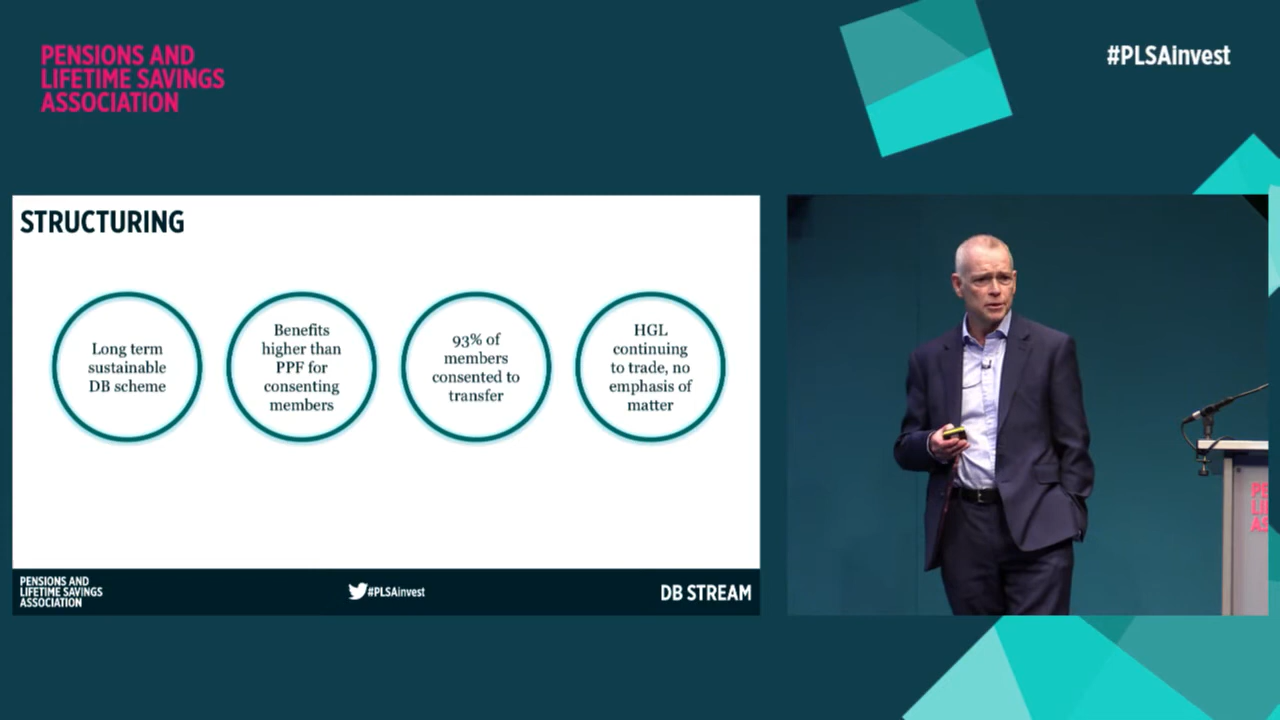 PENSIONS AND
LIFETIME SAVINGS
ASSOCIATION
#PLSAinvest
STRUCTURING
Long term
sustainable
DB scheme
Benefits
higher than
PPF for
consenting
members
93% of
members
consented to
transfer
HGL
continuing
to trade, no
emphasis of
matter
PENSIONS AND
LIFETIME SAVINGS
ASSOCIATION
#PLSAinvest
DB STREAM